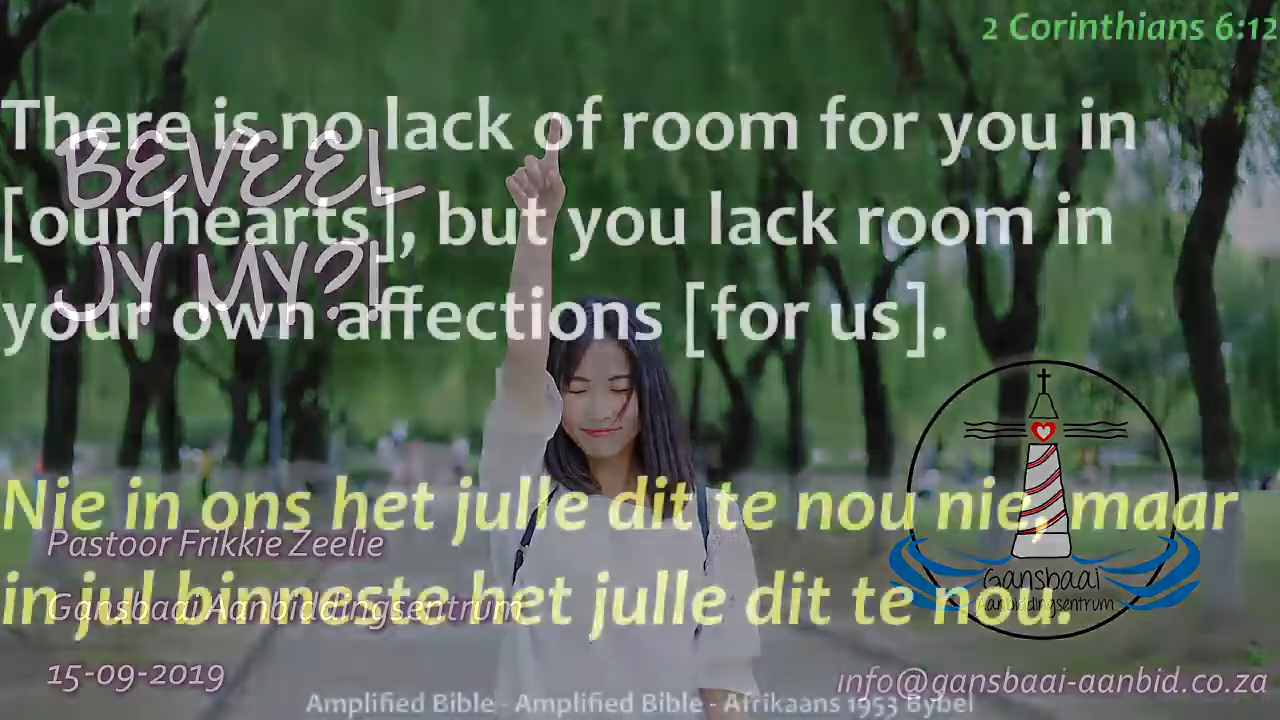 2 Corinthians 6:12
There is no lack of room for you in
[our hearts], but you lack room in
your own affections [for us].
BEVEEL
JY MY?!
Nie in ons het julle dit te nou nie, maar
in jul binneste het julle dit te nou.
Pastoor Frikkie Zeelie
Gansbaai Aanbiddingsentrum
15-09-2019
Gansbaai
Aanbiddingsentrum
info@gansbaai-aanbid.co.za
Amplified Bible - Amplified Bible - Afrikaans 1953 Bybel